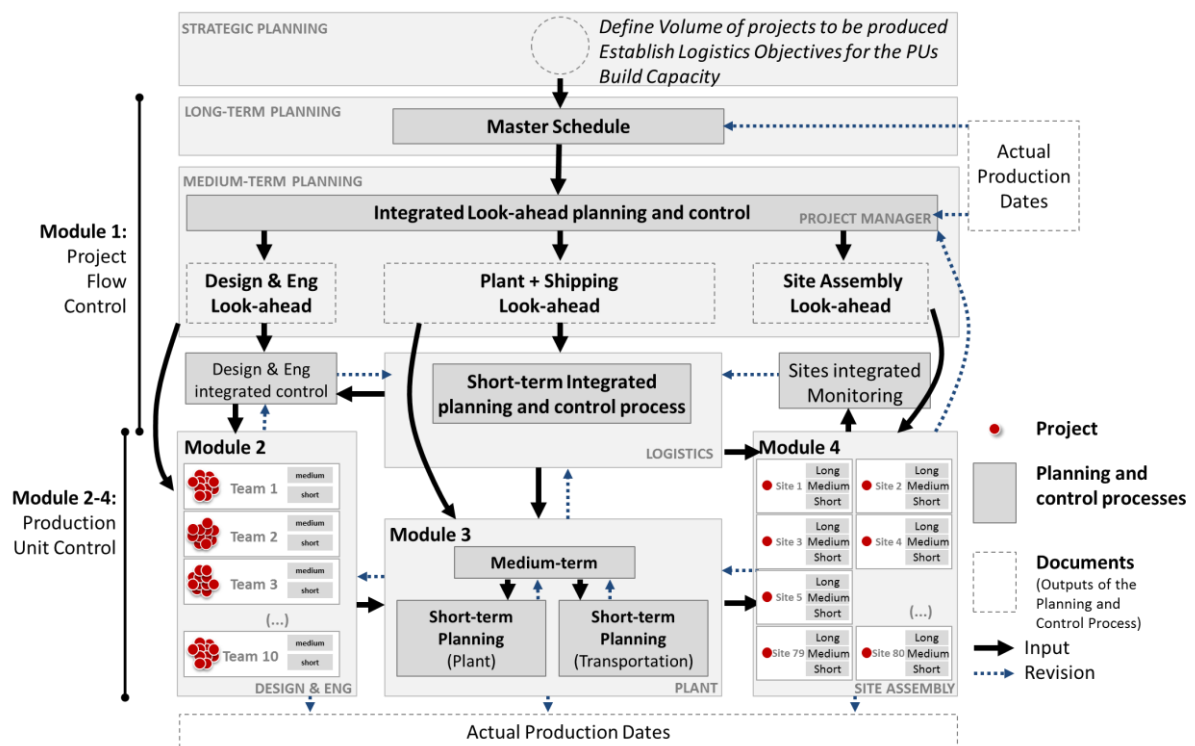 STRATEGIC PLANNING
Define Volume of projects to be produced
Establish Logistics Objectives for the PUs
Build Capacity
LONG-TERM PLANNING
Master Schedule
Actual
Production
Dates
MEDIUM-TERM PLANNING
Integrated Look-ahead planning and control
PROJECT MANAGER
Module 1:
Project
Flow
Control
Design & Eng
Look-ahead
Plant + Shipping
Look-ahead
Site Assembly
Look-ahead
Design & Eng
integrated control
Short-term Integrated
planning and control process
LOGISTICS
Sites integrated
Monitoring
Module 2-4:
Production
Unit Control
Module 2
Team 1
medium
short
Team 2
medium
short
Team 3
medium
short
(...)
Team 10
medium
short
DESIGN & ENG
Module 3
Medium-term
Short-term
Planning
(Plant)
Short-term
Planning
(Transportation)
PLANT
Module 4
Site 1
Long
Medium
Short
Site 2
Long
Medium
Short
Site 3
Long
Medium
Short
Site 4
Long
Medium
Short
Site 5
Long
Medium
Short
(...)
Site 79
Long
Medium
Short
Site 80
Long
Medium
Short
SITE ASSEMBLY
Project
Planning and
control processes
Documents
(Outputs of the
Planning and
Control Process)
Input
Revision
Actual Production Dates